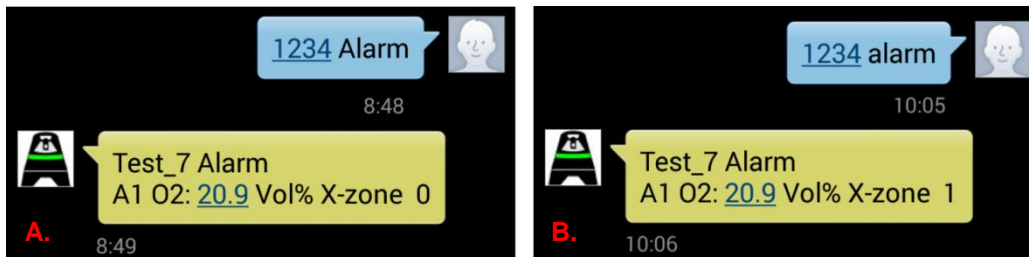 1234 Alarm
8:48
Test_7 Alarm
A1 O2: 20.9 Vol% X-zone 0
8:49
A.
1234 alarm
10:05
Test_7 Alarm
A1 O2: 20.9 Vol% X-zone 1
10:06
B.